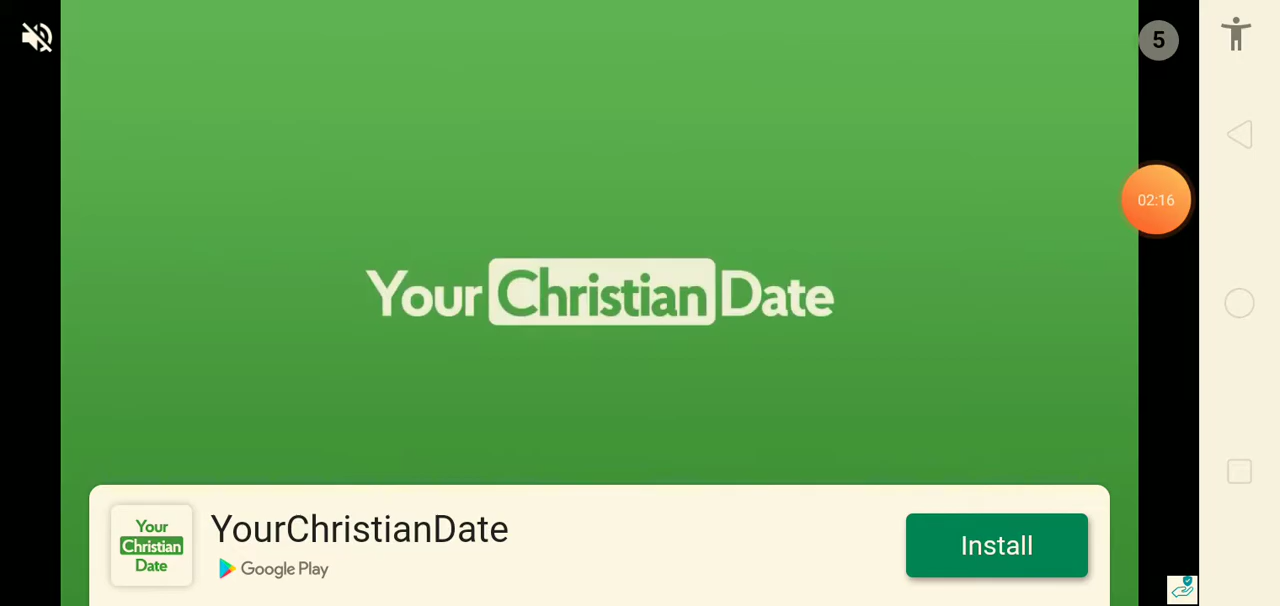 5
02:16
Your Christian Date
Your
Christian
Date
YourChristianDate
Google Play
Install